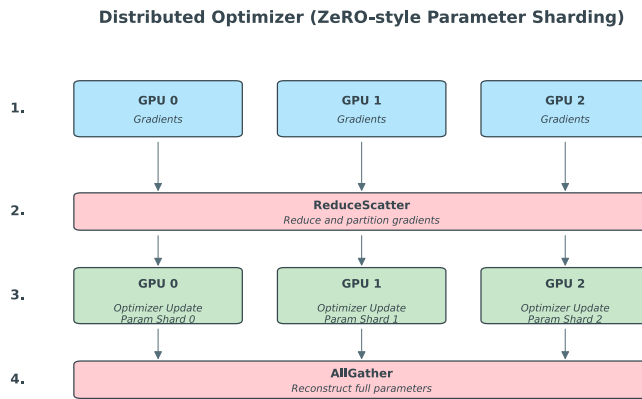 Distributed Optimizer (ZeRO-style Parameter Sharding)
1.
GPU 0
Gradients
GPU 1
Gradients
GPU 2
Gradients
2.
ReduceScatter
Reduce and partition gradients
3.
GPU 0
Optimizer Update
Param Shard 0
GPU 1
Optimizer Update
Param Shard 1
GPU 2
Optimizer Update
Param Shard 2
4.
AllGather
Reconstruct full parameters